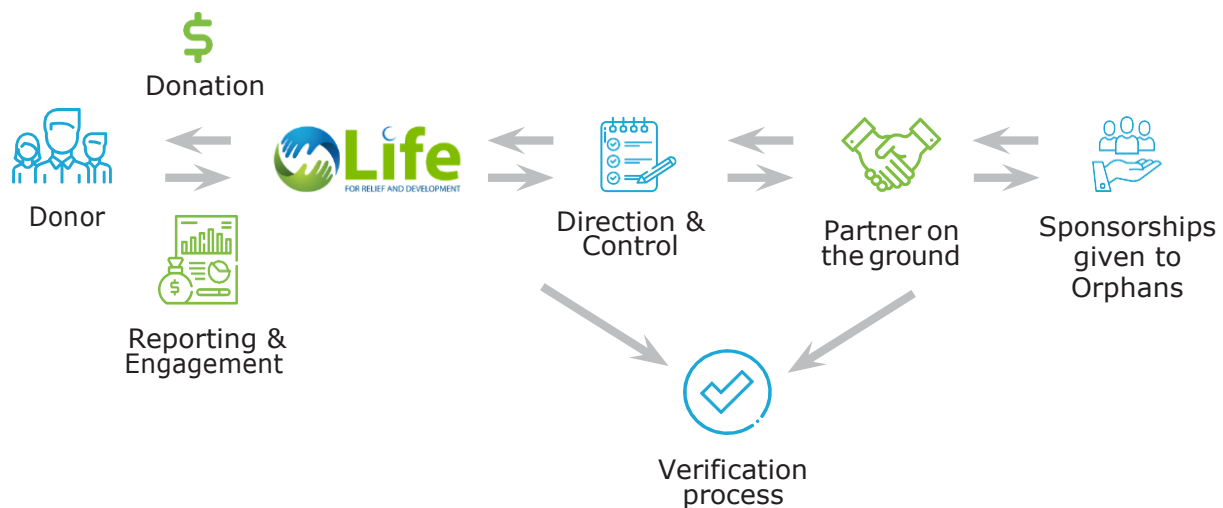 $
Donation
Donor
Life
FOR RELIEF AND DEVELOPMENT
Direction &
Control
Partner on
the ground
Sponsorships
given to
Orphans
$
Reporting &
Engagement
Verification
process